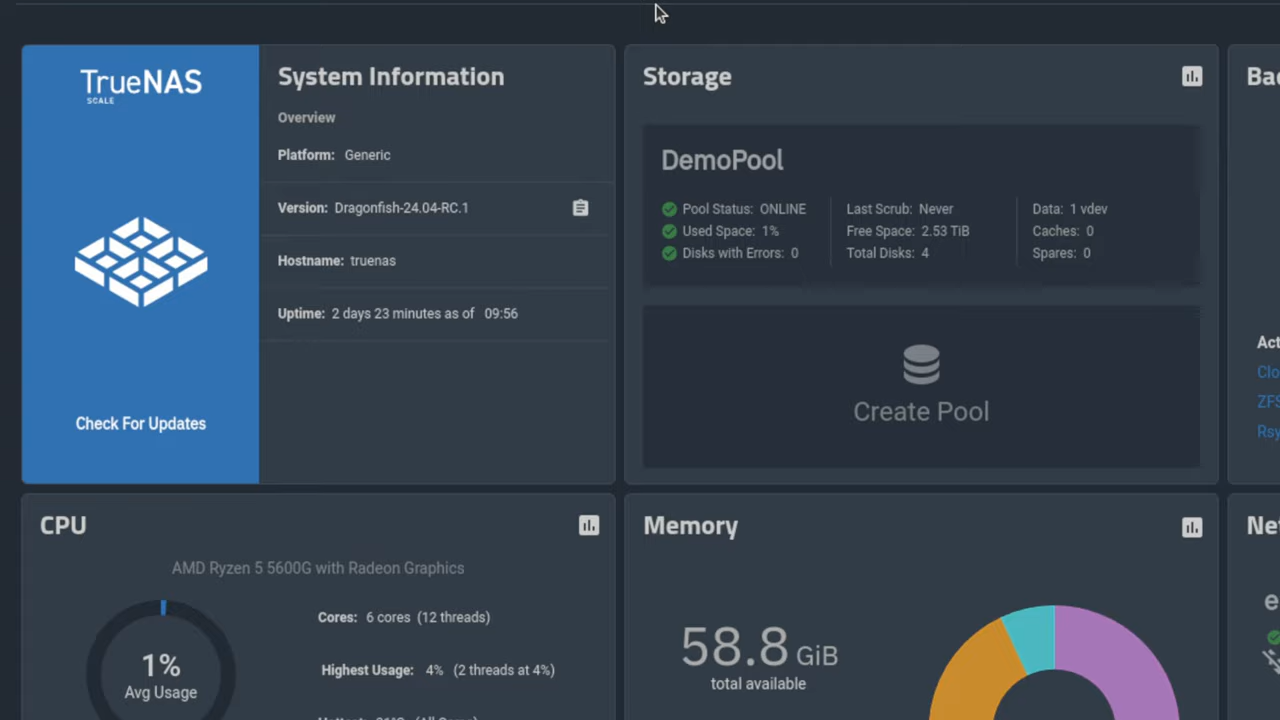 TrueNAS
SCALE
Check For Updates
System Information
Overview
Platform: Generic
Version: Dragonfish-24.04-RC.1
Hostname: truenas
Uptime: 2 days 23 minutes as of 09:56
Storage
DemoPool
Pool Status: ONLINE
Used Space: 1%
Disks with Errors: 0
Last Scrub: Never
Free Space: 2.53 TiB
Total Disks: 4
Data: 1 vdev
Caches: 0
Spares: 0
Create Pool
CPU
AMD Ryzen 5 5600G with Radeon Graphics
1%
Avg Usage
Cores: 6 cores (12 threads)
Highest Usage: 4% (2 threads at 4%)
Memory
58.8 GiB
total available